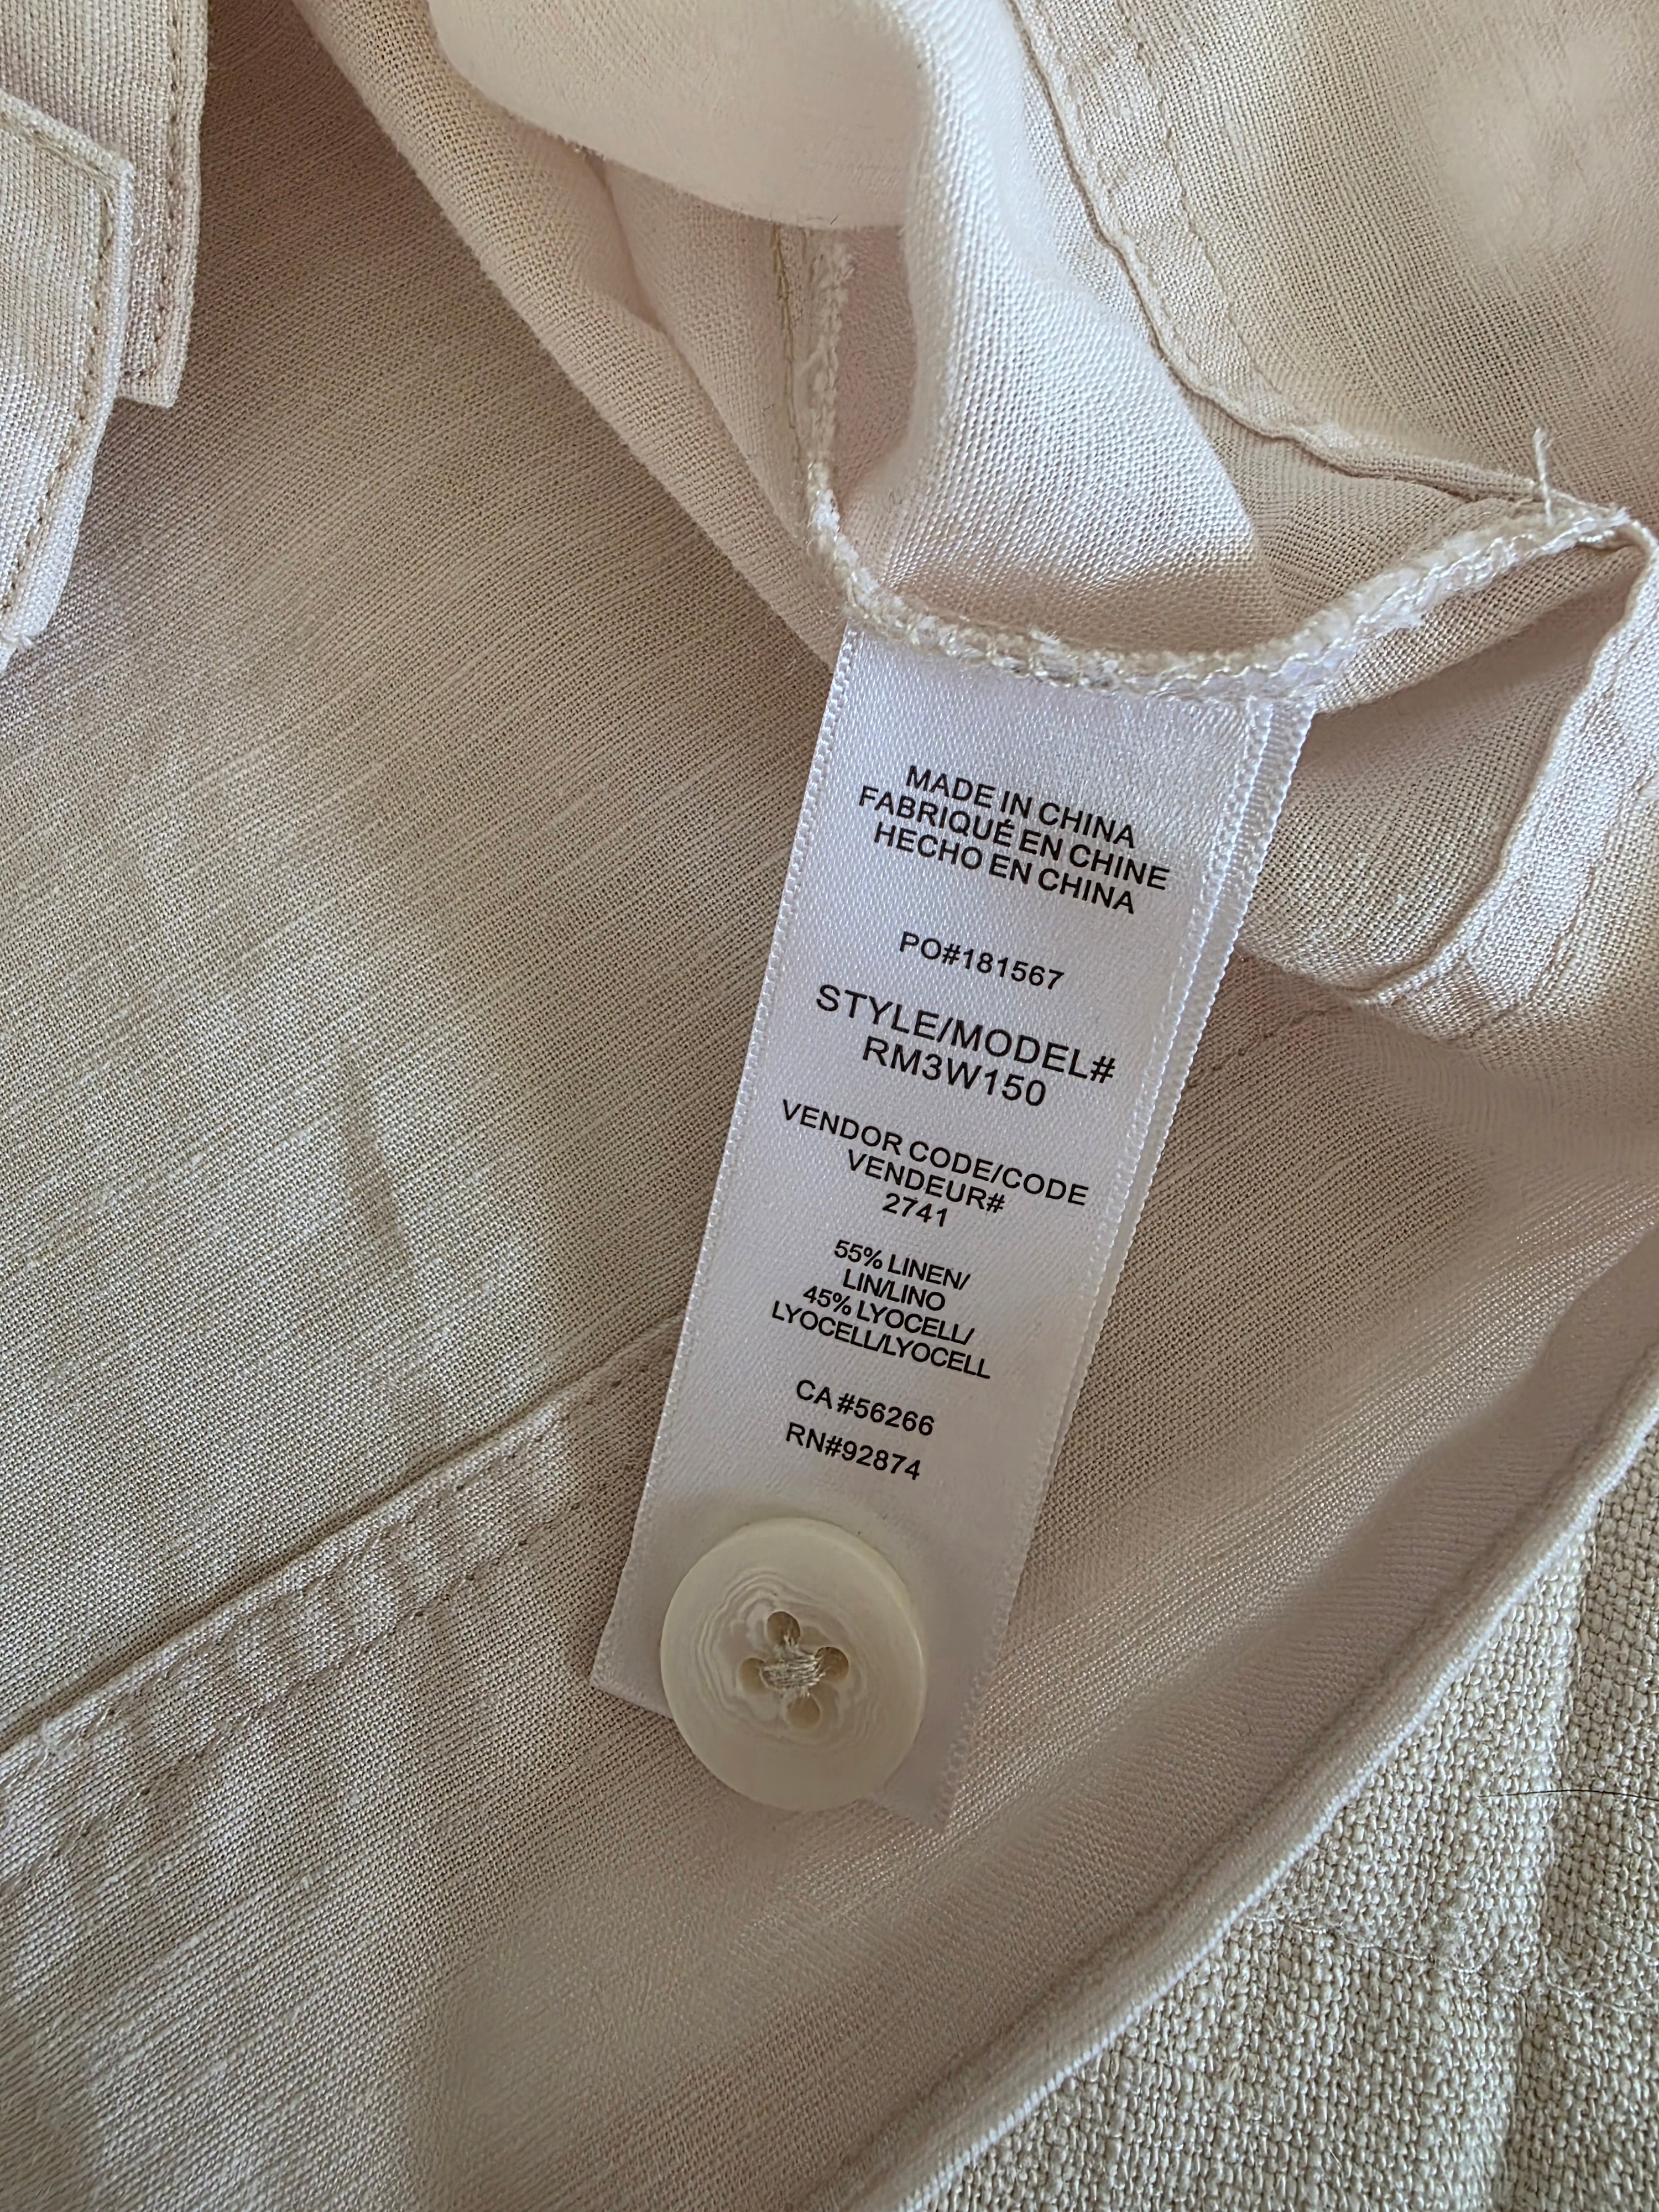 MADE IN CHINA
FABRIQUÉ EN CHINE
HECHO EN CHINA
PO#181567
STYLE/MODEL#
RM3W150
VENDOR CODE/CODE
VENDEUR#
2741
55% LINEN/
LIN/LINO
45% LYOCELL/
LYOCELL/LYOCELL
CA#56266
RN#92874